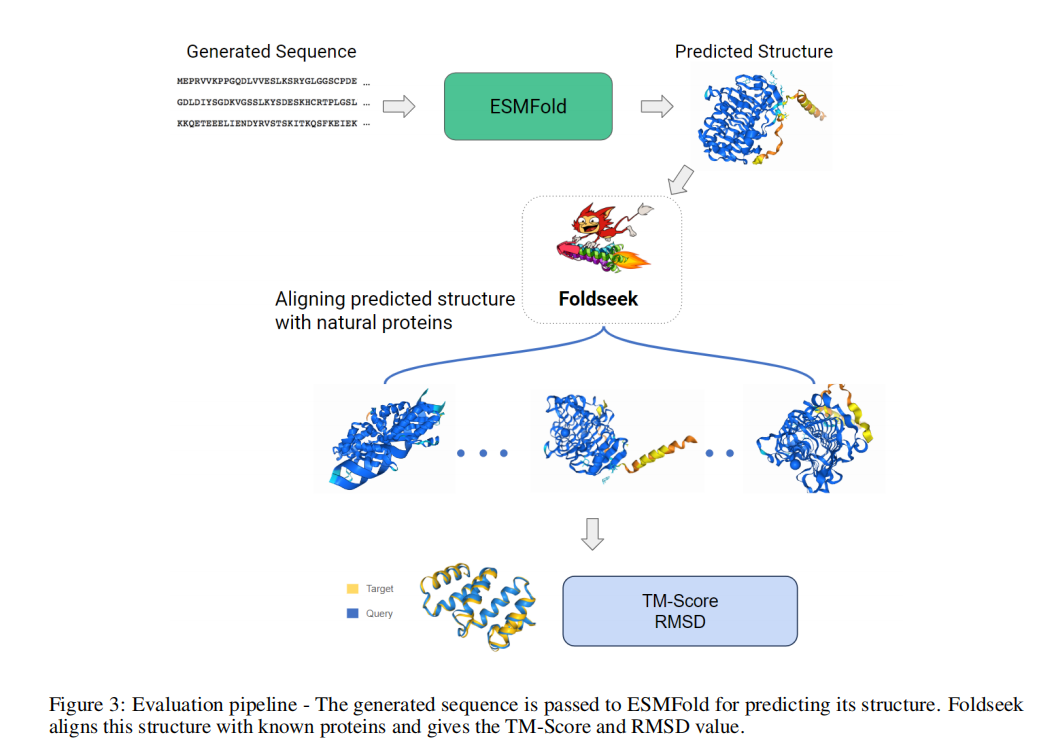 Generated Sequence
Predicted Structure
MEPRVVKPPGQDLVVESLKSRYGLGGSCPDE ...
GDLDIYSGDKVGSSLKYSDESKHCRTPLGSL ...
KKQETEEELIENDYRVSTSKITKQSFKEIEK ...
ESMFold
Foldseek
Aligning predicted structure
with natural proteins
Target
Query
TM-Score
RMSD
Figure 3: Evaluation pipeline - The generated sequence is passed to ESMFold for predicting its structure. Foldseek
aligns this structure with known proteins and gives the TM-Score and RMSD value.